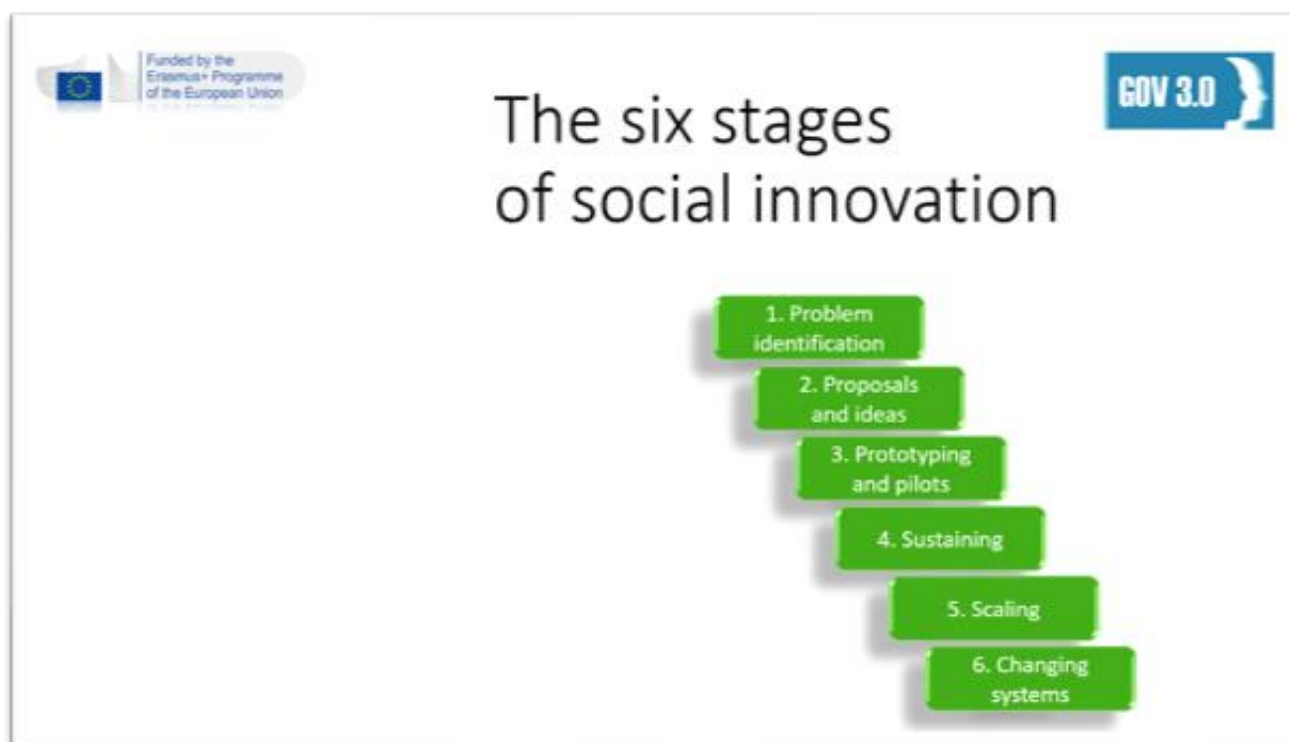 Funded by the
Erasmus+ Programme
of the European Union
GOV 3.0
The six stages
of social innovation
1. Problem
identification
2. Proposals
and ideas
3. Prototyping
and pilots
4. Sustaining
5. Scaling
6. Changing
systems